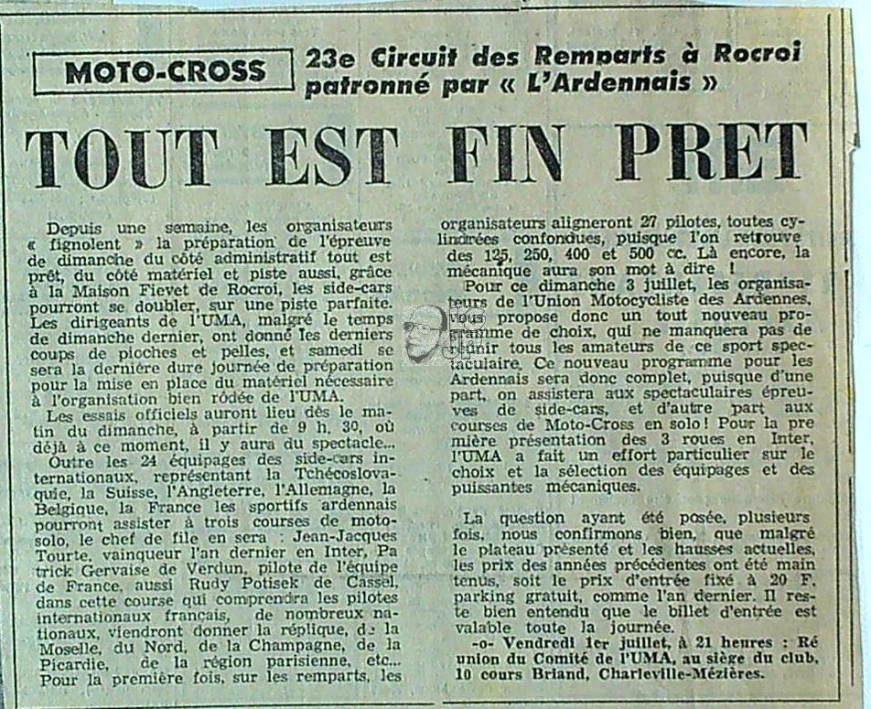 MOTO-CROSS
23e Circuit des Remparts à Rocroi
patronné par « L'Ardennais »
TOUT EST FIN PRET
Depuis une semaine, les organisateurs
« fignolent » la préparation de l'épreuve
de dimanche du côté administratif tout est
prêt, du côté matériel et piste aussi, grâce
à la Maison Fievet de Rocroi, les side-cars
pourront se doubler, sur une piste parfaite.
Les dirigeants de l'UMA, malgré le temps
de dimanche dernier, ont donné les derniers
coups de pioches et pelles, et samedi se
sera la dernière dure journée de préparation
pour la mise en place du matériel nécessaire
à l'organisation bien rôdée de l'UMA.
Les essais officiels auront lieu dès le ma-
tin du dimanche, à partir de 9 h. 30, où
déjà à ce moment, il y aura du spectacle...
Outre les 24 équipages des side-cars in-
ternationaux, représentant la Tchécoslova-
quie, la Suisse, l'Angleterre, l'Allemagne, la
Belgique, la France les sportifs ardennais
pourront assister à trois courses de moto-
solo, le chef de file en sera : Jean-Jacques
Tourte, vainqueur l'an dernier en Inter, Pa
trick Gervaise de Verdun, pilote de l'équipe
de France, aussi Rudy Potisek de Cassel,
dans cette course qui comprendra les pilotes
internationaux français, de nombreux na-
tionaux, viendront donner la réplique, de la
Moselle, du Nord, de la Champagne, de la
Picardie, de la région parisienne, etc...
Pour la première fois, sur les remparts, les
organisateurs aligneront 27 pilotes, toutes cy-
lindrées confondues, puisque l'on retrouve
des 125, 250, 400 et 500 cc. Là encore, la
mécanique aura son mot à dire !
Pour ce dimanche 3 juillet, les organisa-
teurs de l'Union Motocycliste des Ardennes,
vous propose donc un tout nouveau pro-
gramme de choix, qui ne manquera pas de
réunir tous les amateurs de ce sport spec-
taculaire. Ce nouveau programme pour les
Ardennais sera donc complet, puisque d'une
part, on assistera aux spectaculaires épreu-
ves de side-cars, et d'autre part aux
courses de Moto-Cross en solo ! Pour la pre
mière présentation des 3 roues en Inter,
l'UMA a fait un effort particulier sur le
choix et la sélection des équipages et des
puissantes mécaniques.
La question ayant été posée, plusieurs
fois, nous confirmons bien, que malgré
le plateau présenté et les hausses actuelles,
les prix des années précédentes ont été main
tenus, soit le prix d'entrée fixé à 20 F,
parking gratuit, comme l'an dernier. Il res-
te bien entendu que le billet d'entrée est
valable toute la journée.
-o- Vendredi 1er juillet, à 21 heures : Ré
union du Comité de l'UMA, au siège du club,
10 cours Briand, Charleville-Mézières.